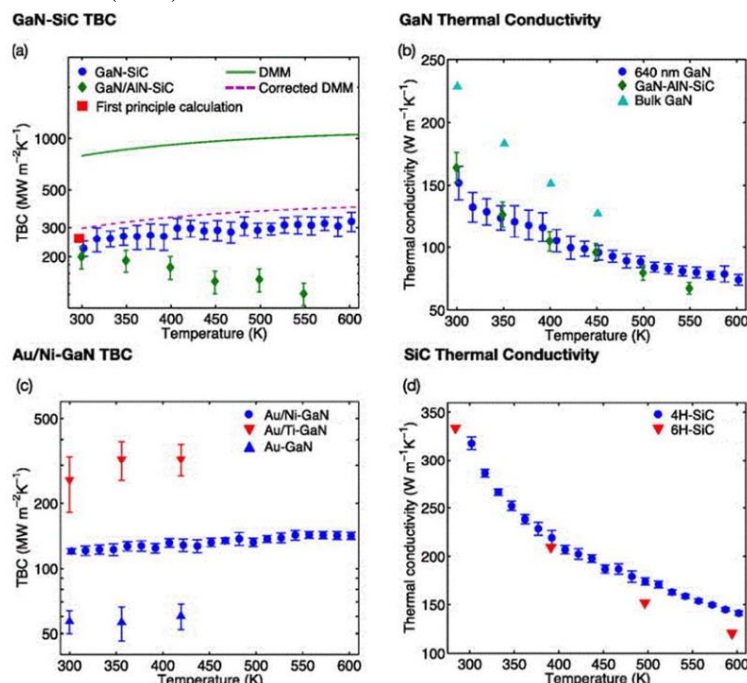 GaN-SiC TBC
(a)
GaN-SiC
GaN/AlN-SiC
First principle calculation
DMM
Corrected DMM
TBC (MW m⁻²K⁻¹)
1000
500
300
200
300 350 400 450 500 550 600
Temperature (K)
GaN Thermal Conductivity
(b)
640 nm GaN
GaN-AlN-SiC
Bulk GaN
Thermal conductivity (W m⁻¹K⁻¹)
250
200
150
100
50
300 350 400 450 500 550 600
Temperature (K)
Au/Ni-GaN TBC
(c)
Au/Ni-GaN
Au/Ti-GaN
Au-GaN
TBC (MW m⁻²K⁻¹)
500
200
100
50
300 350 400 450 500 550 600
Temperature (K)
SiC Thermal Conductivity
(d)
4H-SiC
6H-SiC
Thermal conductivity (W m⁻¹K⁻¹)
350
300
250
200
150
100
300 350 400 450 500 550 600
Temperature (K)